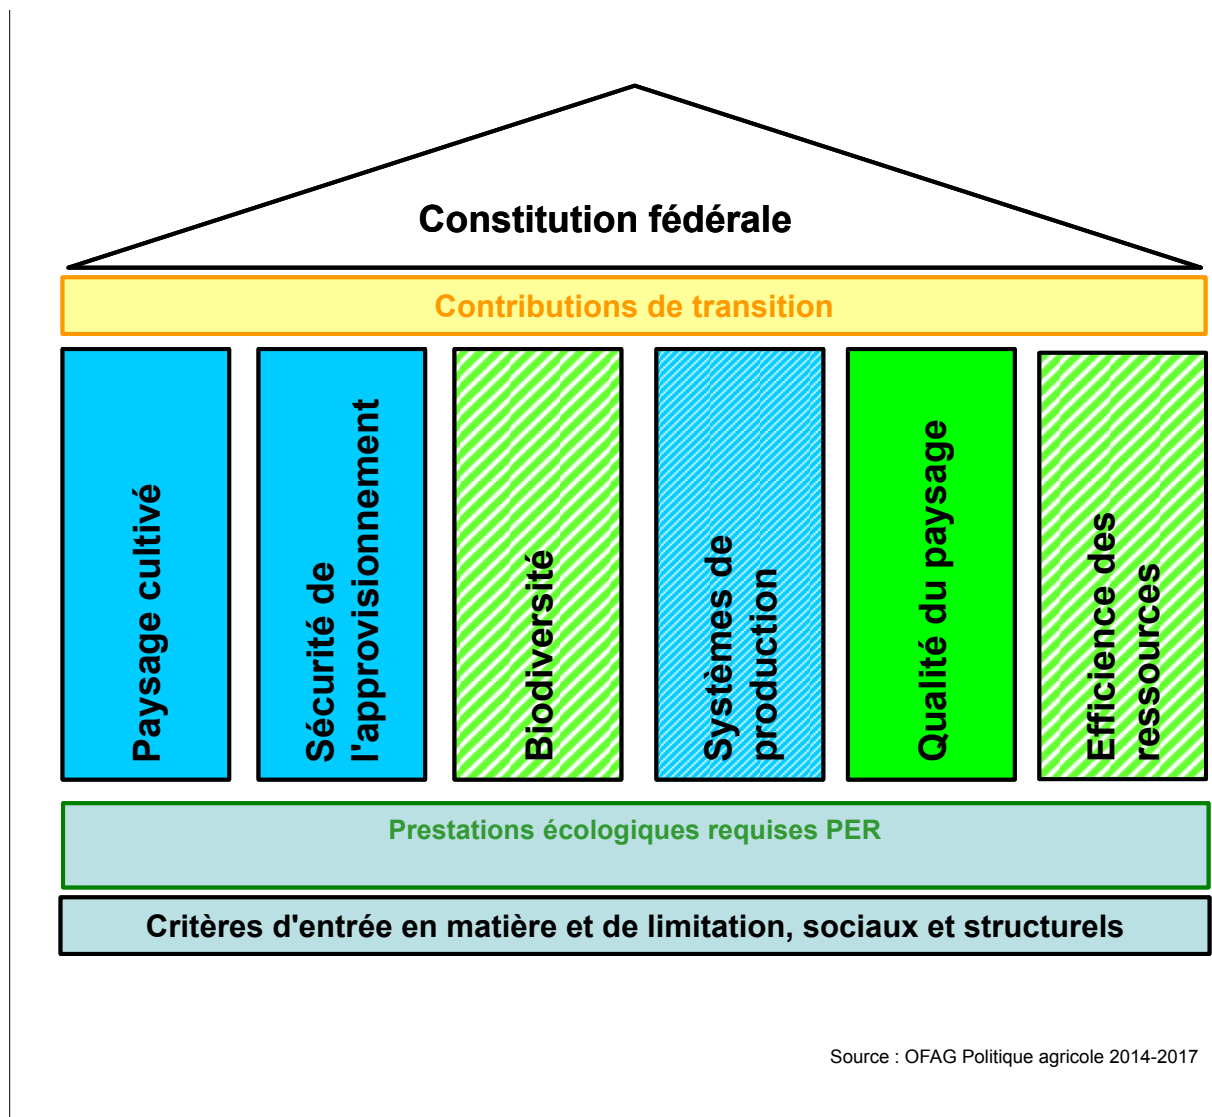 Constitution fédérale
Contributions de transition
Paysage cultivé
Sécurité de
l'approvisionnement
Biodiversité
Systèmes de
production
Qualité du paysage
Efficience des
ressources
Prestations écologiques requises PER
Critères d'entrée en matière et de limitation, sociaux et structurels
Source : OFAG Politique agricole 2014-2017